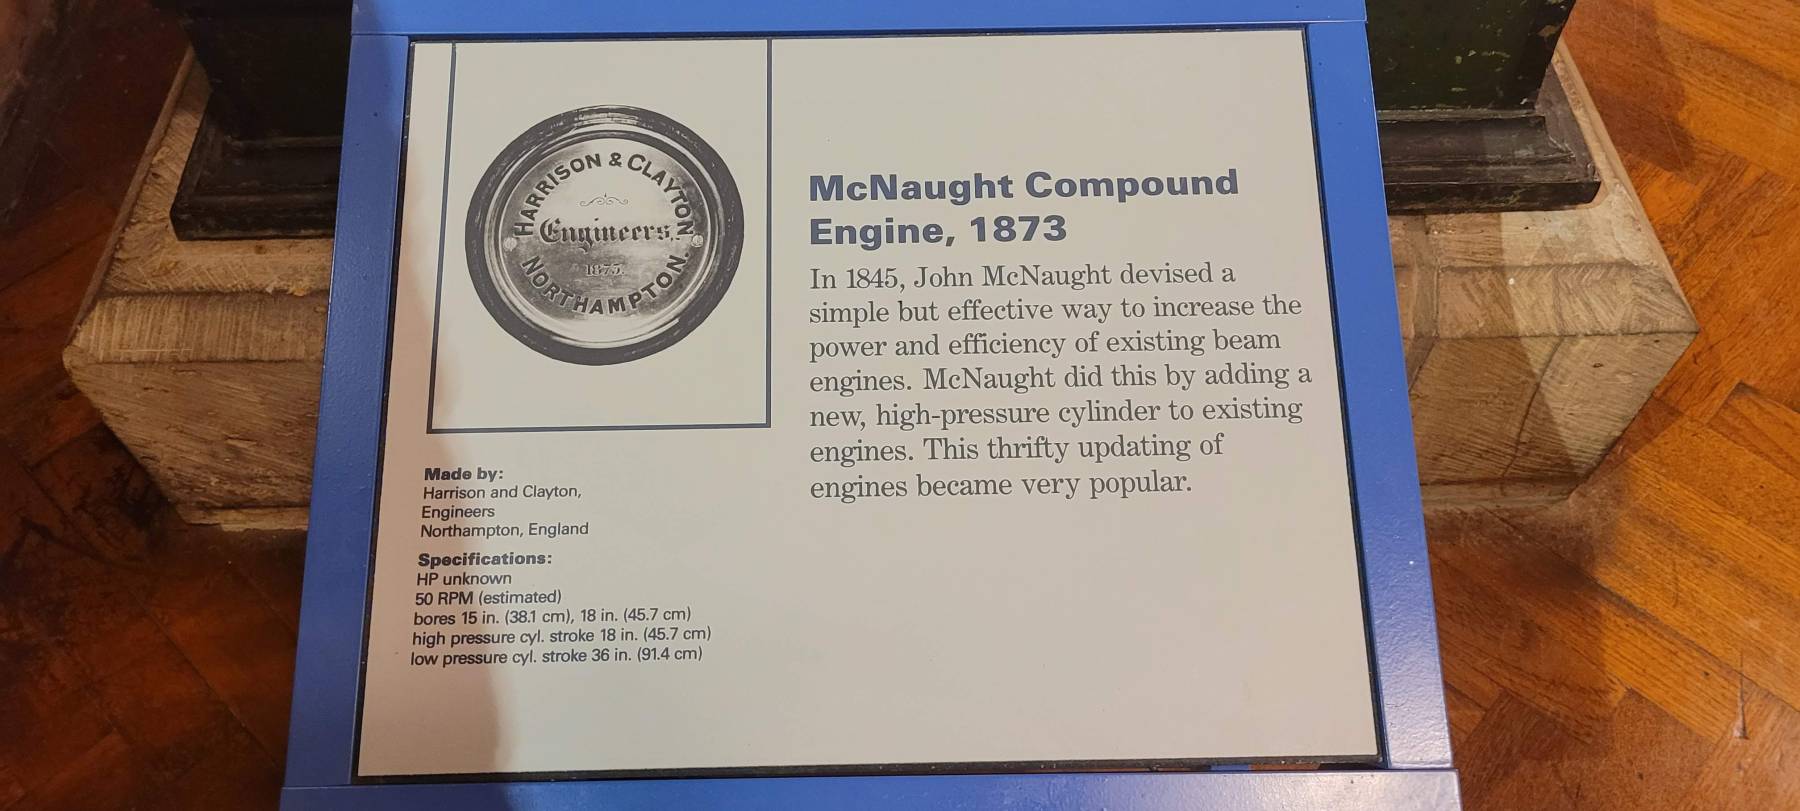 HARRISON & CLAYTON
Engineers,
NORTHAMPTON.
McNaught Compound
Engine, 1873
In 1845, John McNaught devised a
simple but effective way to increase the
power and efficiency of existing beam
engines. McNaught did this by adding a
new, high-pressure cylinder to existing
engines. This thrifty updating of
engines became very popular.
Made by:
Harrison and Clayton,
Engineers
Northampton, England
Specifications:
HP unknown
50 RPM (estimated)
bores 15 in. (38.1 cm), 18 in. (45.7 cm)
high pressure cyl. stroke 18 in. (45.7 cm)
low pressure cyl. stroke 36 in. (91.4 cm)